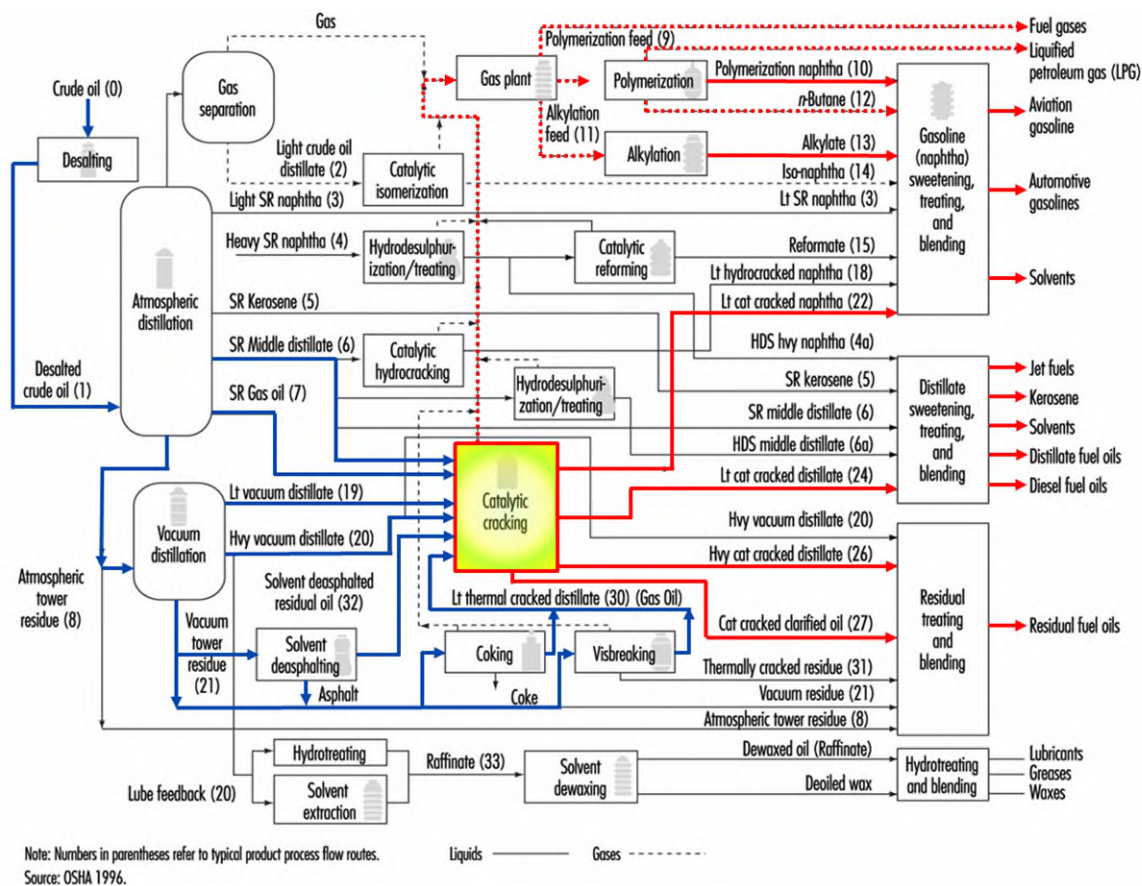 Gas
Fuel gases
Polymerization feed (9)
Liquified
petroleum gas (LPG)
Crude oil (0)
Gas
separation
Gas plant
Polymerization
Polymerization naphtha (10)
n-Butane (12)
Aviation
gasoline
Desalting
Alkylation
feed (11)
Light crude oil
distillate (2)
Catalytic
isomerization
Alkylation
Alkylate (13)
Gasoline
(naphtha)
sweetening,
treating,
and
blending
Iso-naphtha (14)
Automotive
gasolines
Light SR naphtha (3)
Lt SR naphtha (3)
Heavy SR naphtha (4)
Hydrodesulphur-
ization/treating
Catalytic
reforming
Reformate (15)
Lt hydrocracked naphtha (18)
Solvents
Atmospheric
distillation
SR Kerosene (5)
Lt cat cracked naphtha (22)
SR Middle distillate (6)
Catalytic
hydrocracking
HDS hvy naphtha (4a)
Desalted
crude oil (1)
SR Gas oil (7)
Hydrodesulphuri-
zation/treating
SR kerosene (5)
Distillate
sweetening,
treating,
and
blending
Jet fuels
Kerosene
Solvents
Distillate fuel oils
Diesel fuel oils
SR middle distillate (6)
HDS middle distillate (6a)
Lt cat cracked distillate (24)
Catalytic
cracking
Lt vacuum distillate (19)
Vacuum
distillation
Hvy vacuum distillate (20)
Hvy vacuum distillate (20)
Hvy cat cracked distillate (26)
Atmospheric
tower
residue (8)
Solvent deasphalted
residual oil (32)
Lt thermal cracked distillate (30) (Gas Oil)
Residual
treating
and
blending
Residual fuel oils
Cat cracked clarified oil (27)
Vacuum
tower
residue
(21)
Solvent
deasphalting
Coking
Visbreaking
Thermally cracked residue (31)
Asphalt
Coke
Vacuum residue (21)
Atmospheric tower residue (8)
Hydrotreating
Raffinate (33)
Solvent
dewaxing
Dewaxed oil (Raffinate)
Deoiled wax
Hydrotreating
and blending
Lubricants
Greases
Waxes
Lube feedback (20)
Solvent
extraction
Note: Numbers in parentheses refer to typical product process flow routes.
Liquids
Gases
Source: OSHA 1996.